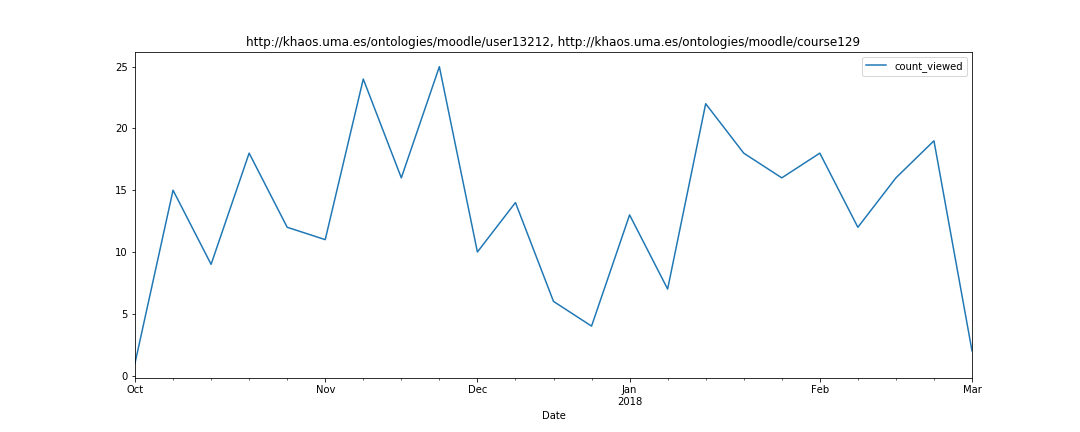 http://khaos.uma.es/ontologies/moodle/user13212, http://khaos.uma.es/ontologies/moodle/course129
count_viewed
25
20
15
10
5
0
Oct Nov Dec Jan Feb Mar
2018
Date